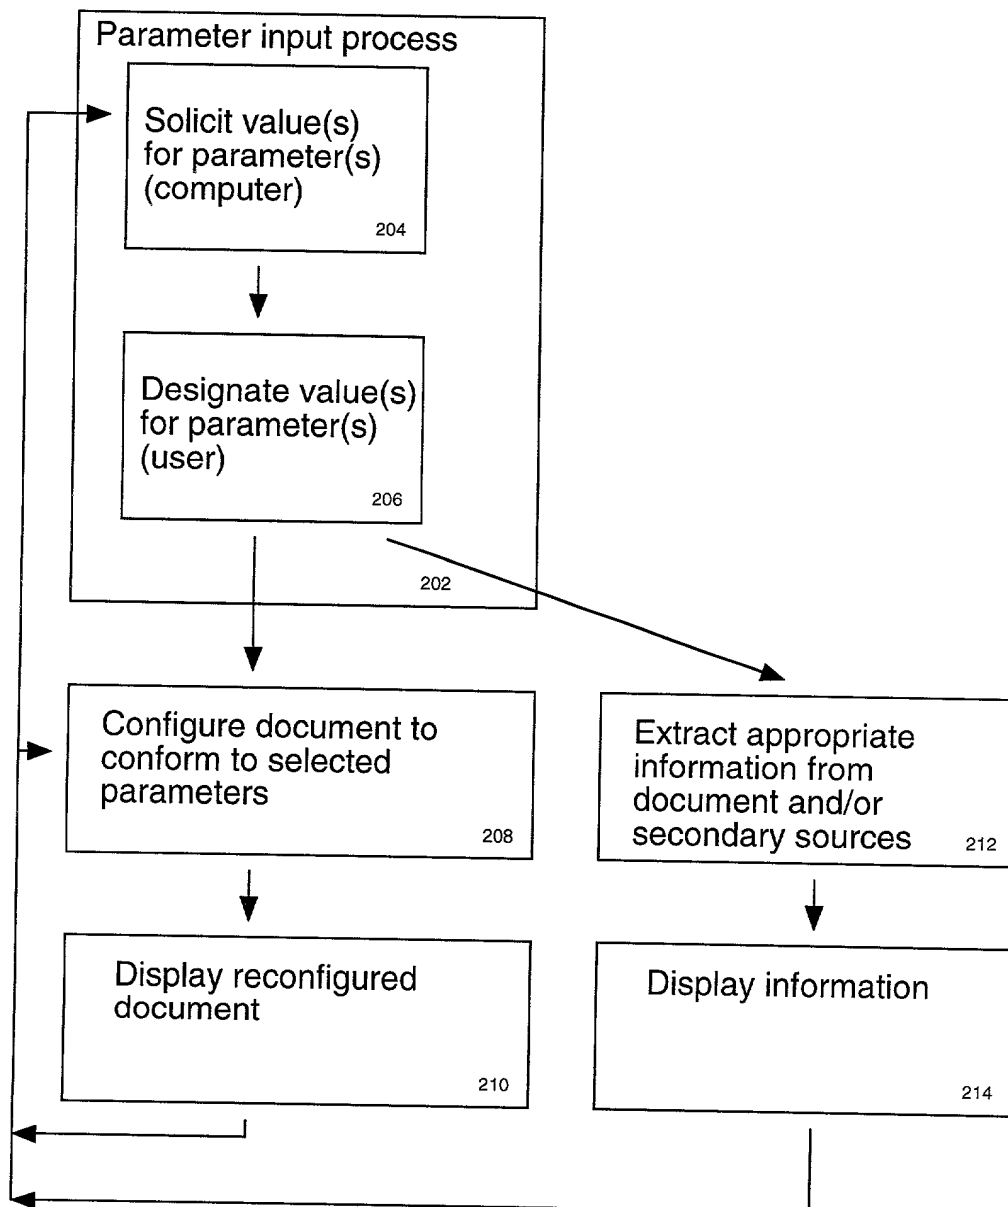 Parameter input process
Solicit value(s)
for parameter(s)
(computer)
204
Designate value(s)
for parameter(s)
(user)
206
202
Configure document to
conform to selected
parameters
208
Extract appropriate
information from
document and/or
secondary sources
212
Display reconfigured
document
210
Display information
214